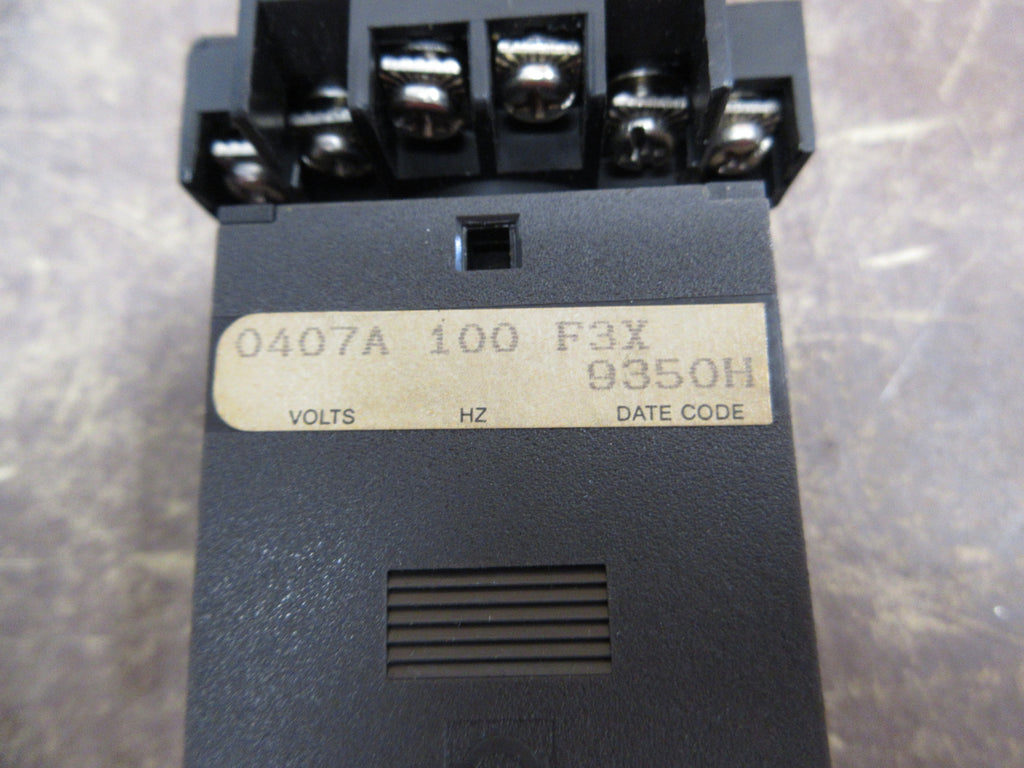 0407A 100 F3X
9350H
VOLTS HZ DATE CODE